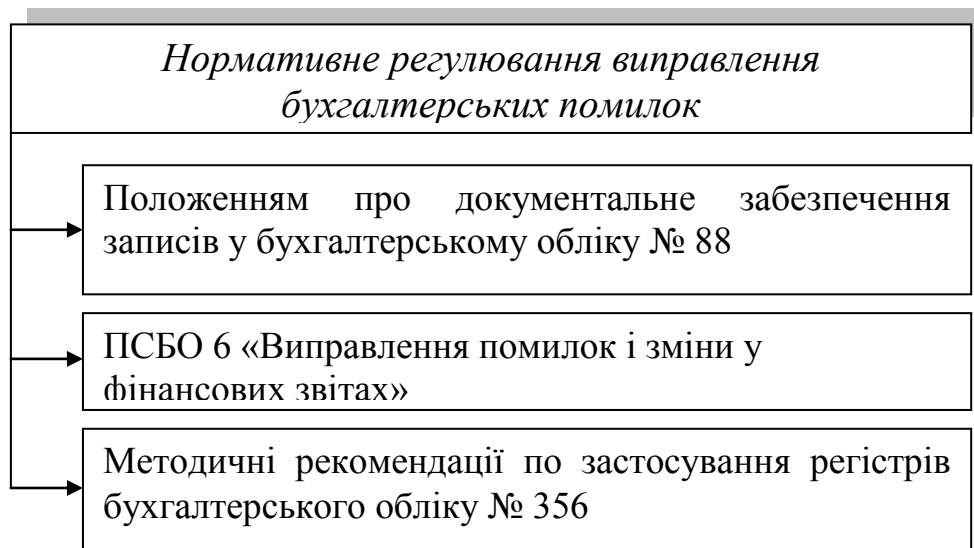 Нормативне регулювання виправлення
бухгалтерських помилок
Положенням про документальне забезпечення
записів у бухгалтерському обліку № 88
ПСБО 6 «Виправлення помилок і зміни у
фінансових звітах»
Методичні рекомендації по застосування регістрів
бухгалтерського обліку № 356